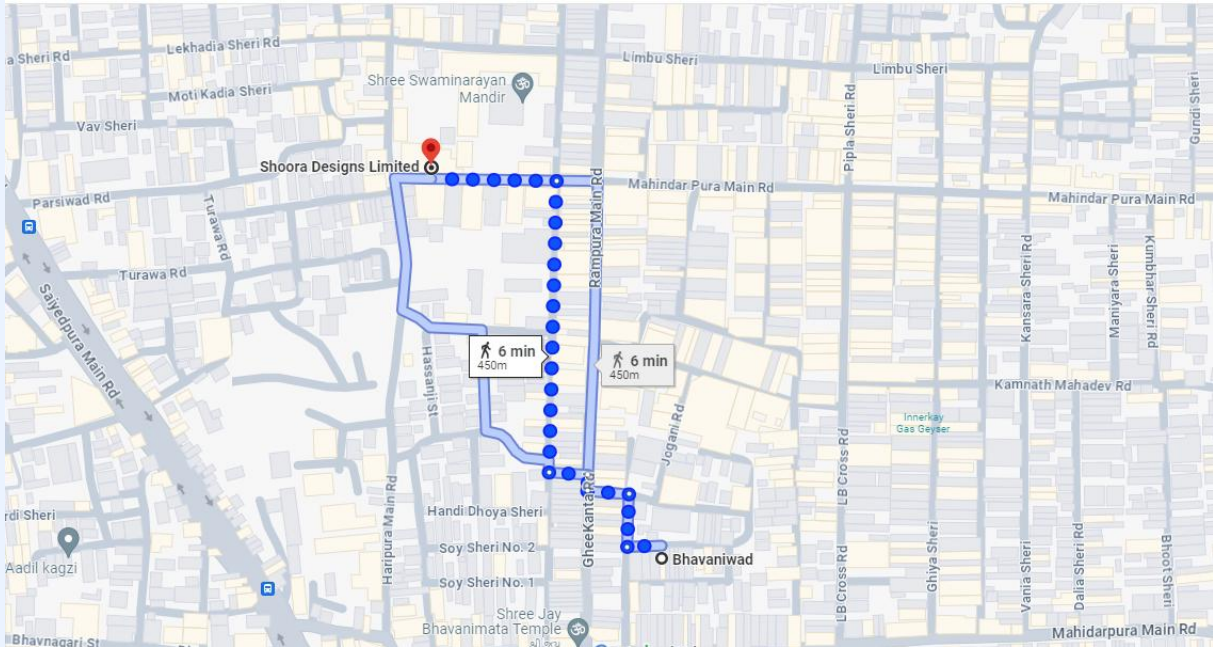 Lekhadia Sheri Rd
Sheri Rd
Limbu Sheri
Limbu Sheri
Gundi Sheri
Shree Swaminarayan
Mandir
Moti Kadia Sheri
Vav Sheri
Pipla Sheri Rd
Shoora Designs Limited
Parsiwad Rd
Turawa Rd
Rampura Main Rd
Mahindar Pura Main Rd
Mahindar Pura Main Rd
Turawa Rd
Saiyedpura Main Rd
Kansara Sheri Rd
Maniyara Sheri
Kumbhar Sheri Rd
6 min
450m
6 min
450m
Hassanji St
Kamnath Mahadev Rd
Jogani Rd
Innerkay
Gas Geyser
LB Cross Rd
Haripura Main Rd
Handi Dhoya Sheri
GheeKanta Rd
rdi Sheri
Aadil kagzi
Soy Sheri No. 2
Bhavaniwad
Soy Sheri No. 1
LB Cross Rd
Ghiya Sheri
Vania Sheri
Dalia Sheri Rd
Bhoot Sheri
Shree Jay
Bhavanimata Temple
Bhavnagari St
Mahidarpura Main Rd